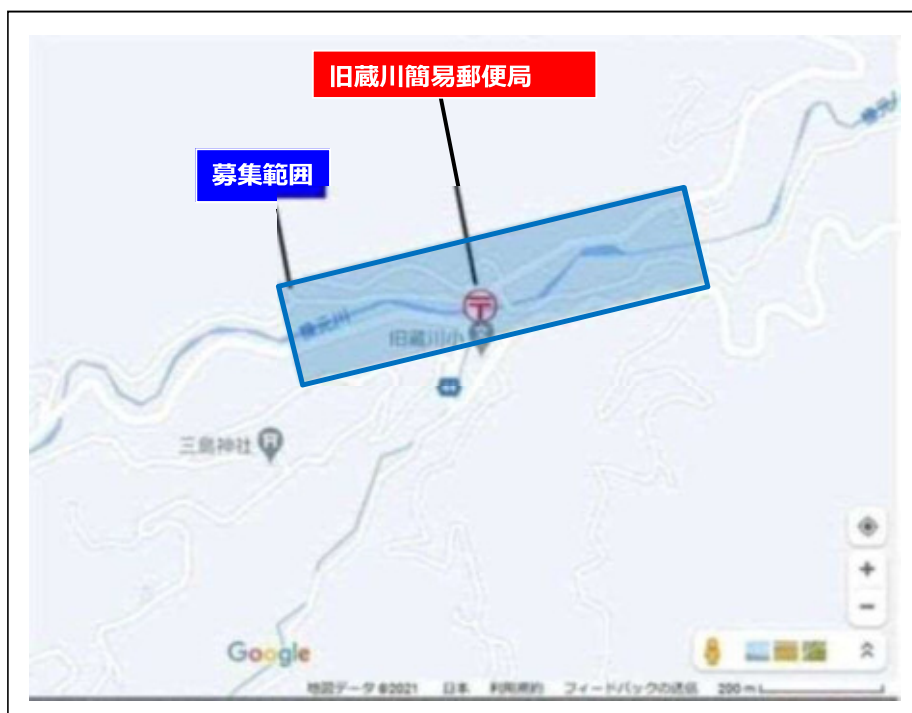 旧蔵川簡易郵便局
募集範囲
旧蔵川小
三島神社
Google
地図データ ©2021 日本 利用規約 フィードバックの送信 200 m